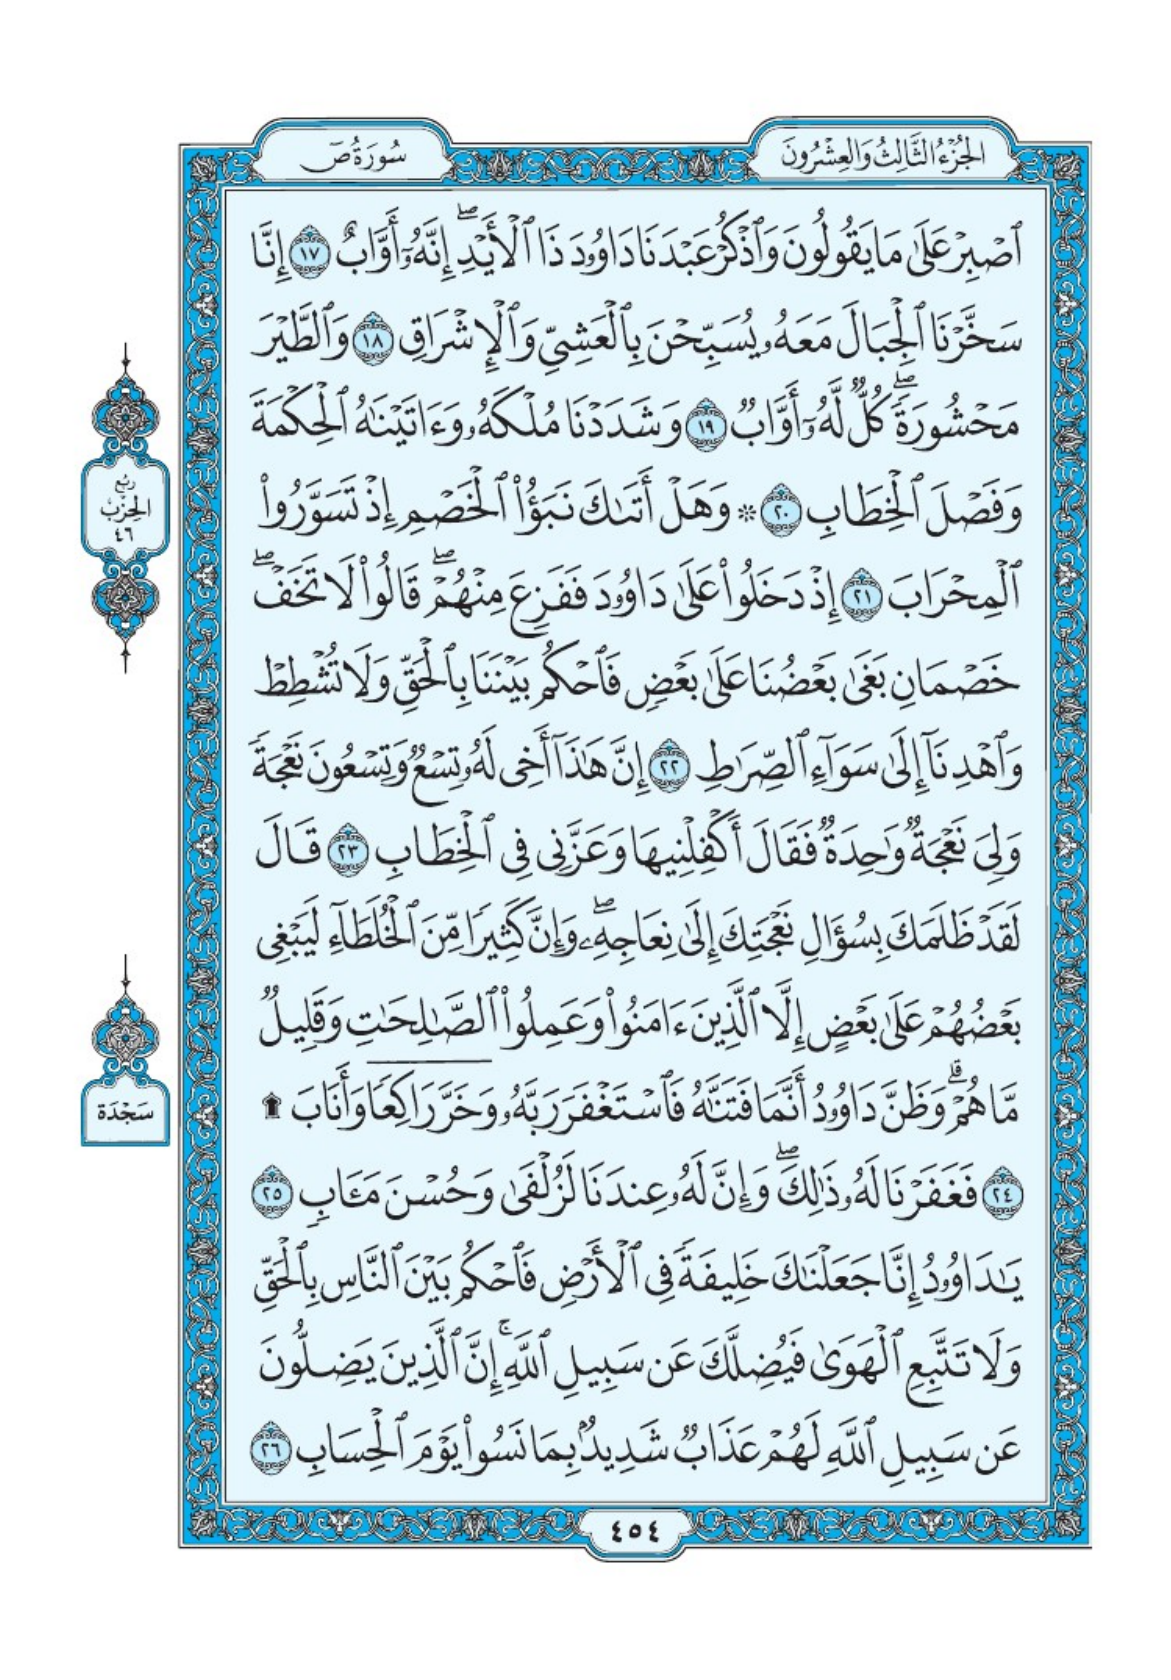 الجُزْءُ الثَّالِثُ وَالعِشْرُونَ
سُورَةُ صٓ
ٱصۡبِرۡ عَلَىٰ مَا يَقُولُونَ وَٱذۡكُرۡ عَبۡدَنَا دَاوُۥدَ ذَا ٱلۡأَيۡدِۖ إِنَّهُۥٓ أَوَّابٌ ١٧ إِنَّا
سَخَّرۡنَا ٱلۡجِبَالَ مَعَهُۥ يُسَبِّحۡنَ بِٱلۡعَشِيِّ وَٱلۡإِشۡرَاقِ ١٨ وَٱلطَّيۡرَ
مَحۡشُورَةٗۖ كُلّٞ لَّهُۥٓ أَوَّابٞ ١٩ وَشَدَدۡنَا مُلۡكَهُۥ وَءَاتَيۡنَٰهُ ٱلۡحِكۡمَةَ
وَفَصۡلَ ٱلۡخِطَابِ ٢٠ ۞ وَهَلۡ أَتَىٰكَ نَبَؤُاْ ٱلۡخَصۡمِ إِذۡ تَسَوَّرُواْ
ٱلۡمِحۡرَابَ ٢١ إِذۡ دَخَلُواْ عَلَىٰ دَاوُۥدَ فَفَزِعَ مِنۡهُمۡۖ قَالُواْ لَا تَخَفۡۖ
خَصۡمَانِ بَغَىٰ بَعۡضُنَا عَلَىٰ بَعۡضٖ فَٱحۡكُم بَيۡنَنَا بِٱلۡحَقِّ وَلَا تُشۡطِطۡ
وَٱهۡدِنَآ إِلَىٰ سَوَآءِ ٱلصِّرَٰطِ ٢٢ إِنَّ هَٰذَآ أَخِي لَهُۥ تِسۡعٞ وَتِسۡعُونَ نَعۡجَةٗ
وَلِيَ نَعۡجَةٞ وَٰحِدَةٞ فَقَالَ أَكۡفِلۡنِيهَا وَعَزَّنِي فِي ٱلۡخِطَابِ ٢٣ قَالَ
لَقَدۡ ظَلَمَكَ بِسُؤَالِ نَعۡجَتِكَ إِلَىٰ نِعَاجِهِۦۖ وَإِنَّ كَثِيرٗا مِّنَ ٱلۡخُلَطَآءِ لَيَبۡغِي
بَعۡضُهُمۡ عَلَىٰ بَعۡضٍ إِلَّا ٱلَّذِينَ ءَامَنُواْ وَعَمِلُواْ ٱلصَّٰلِحَٰتِ وَقَلِيلٞ
مَّا هُمۡۗ وَظَنَّ دَاوُۥدُ أَنَّمَا فَتَنَّٰهُ فَٱسۡتَغۡفَرَ رَبَّهُۥ وَخَرَّۤ رَاكِعٗاۤ وَأَنَابَ ۩
٢٤ فَغَفَرۡنَا لَهُۥ ذَٰلِكَۖ وَإِنَّ لَهُۥ عِندَنَا لَزُلۡفَىٰ وَحُسۡنَ مَـَٔابٖ ٢٥
يَٰدَاوُۥدُ إِنَّا جَعَلۡنَٰكَ خَلِيفَةٗ فِي ٱلۡأَرۡضِ فَٱحۡكُم بَيۡنَ ٱلنَّاسِ بِٱلۡحَقِّ
وَلَا تَتَّبِعِ ٱلۡهَوَىٰ فَيُضِلَّكَ عَن سَبِيلِ ٱللَّهِۚ إِنَّ ٱلَّذِينَ يَضِلُّونَ
عَن سَبِيلِ ٱللَّهِ لَهُمۡ عَذَابٞ شَدِيدُۢ بِمَا نَسُواْ يَوۡمَ ٱلۡحِسَابِ ٢٦
رُبع
الحِزْب
٤٦
سَجْدَة
٤٥٤